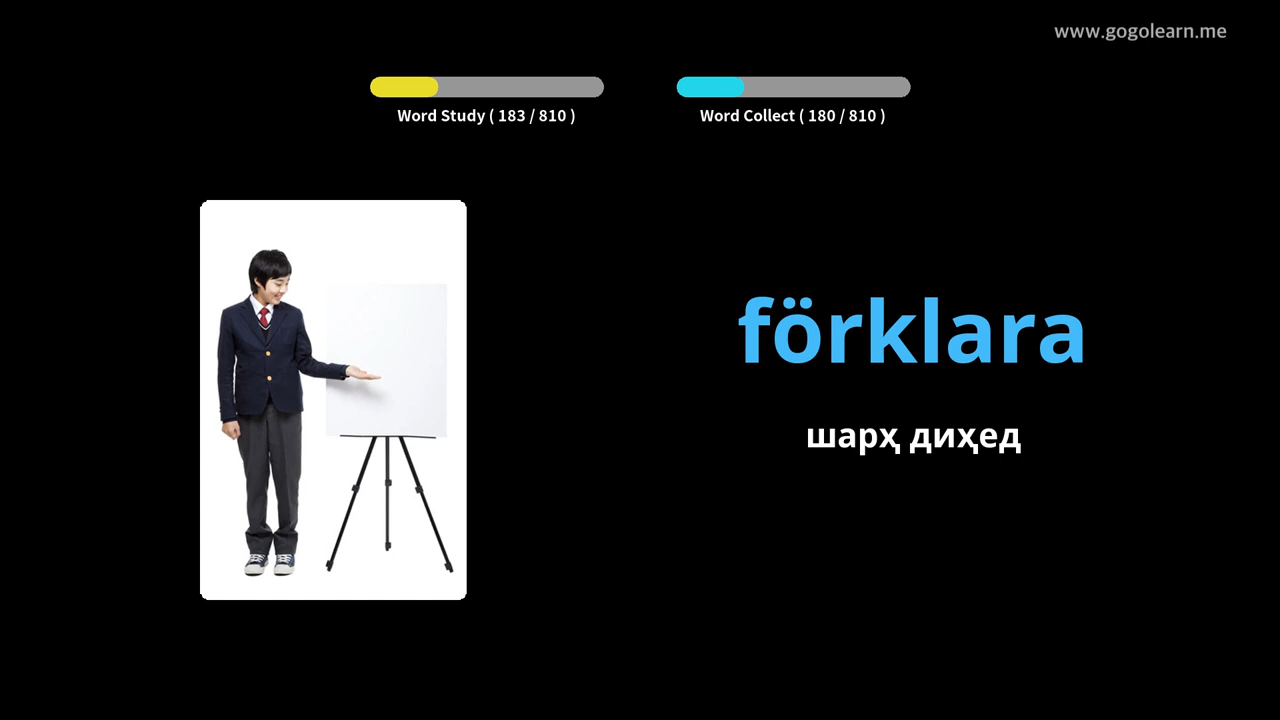 www.gogolearn.me
Word Study ( 183 / 810 )
Word Collect ( 180 / 810 )
förklara
шарҳ диҳед